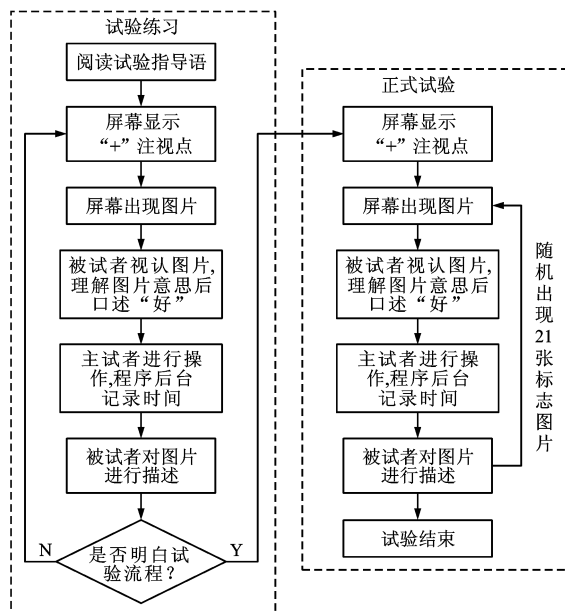 试验练习
阅读试验指导语
屏幕显示
“+”注视点
屏幕出现图片
被试者视认图片,
理解图片意思后
口述“好”
主试者进行操
作,程序后台
记录时间
被试者对图片
进行描述
是否明白试
验流程?
N
Y
正式试验
屏幕显示
“+”注视点
屏幕出现图片
被试者视认图片,
理解图片意思后
口述“好”
主试者进行操
作,程序后台
记录时间
被试者对图片
进行描述
试验结束
随机出现21张标志图片